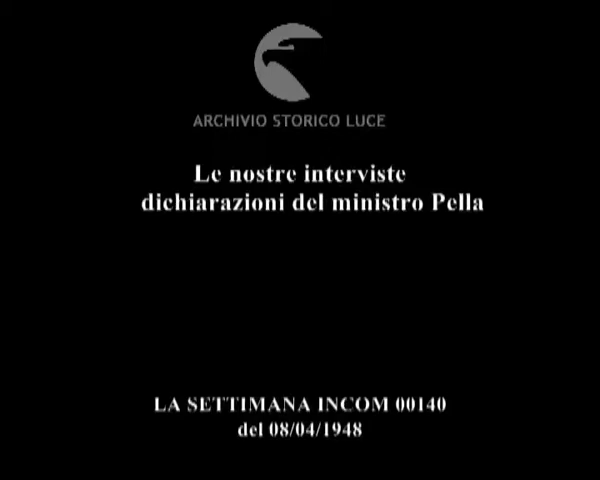 ARCHIVIO STORICO LUCE
Le nostre interviste
dichiarazioni del ministro Pella
LA SETTIMANA INCOM 00140
del 08/04/1948